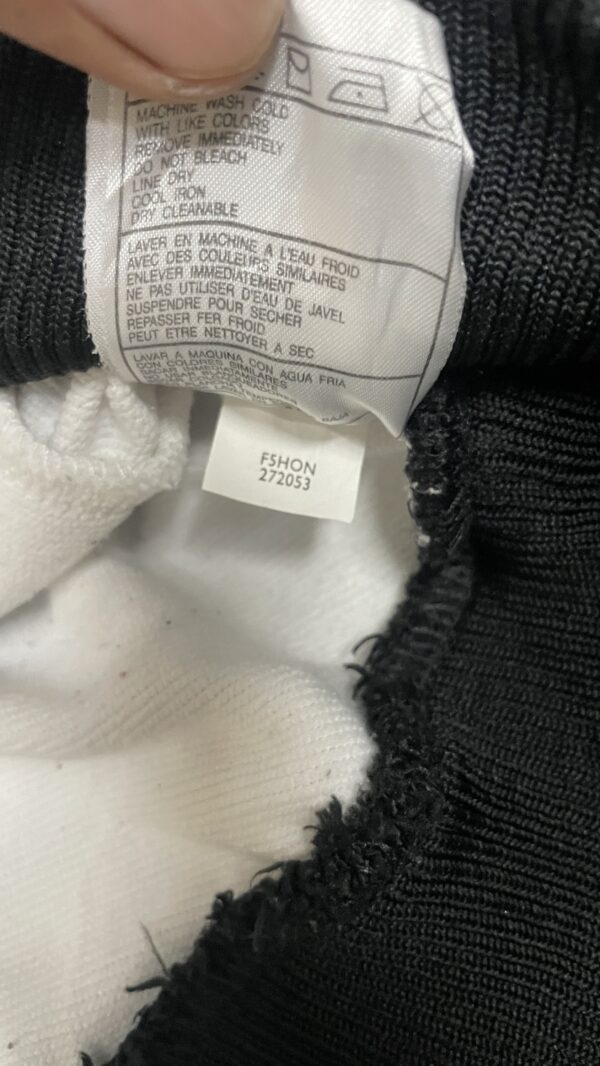 MACHINE WASH COLD
WITH LIKE COLORS
REMOVE IMMEDIATELY
DO NOT BLEACH
LINE DRY
COOL IRON
DRY CLEANABLE
LAVER EN MACHINE A L'EAU FROID
AVEC DES COULEURS SIMILAIRES
ENLEVER IMMEDIATEMENT
NE PAS UTILISER D'EAU DE JAVEL
SUSPENDRE POUR SECHER
REPASSER FER FROID
PEUT ETRE NETTOYER A SEC
LAVAR A MAQUINA CON AGUA FRIA
CON COLORES SIMILARES
SACAR INMEDIATAMENTE
F5HON
272053